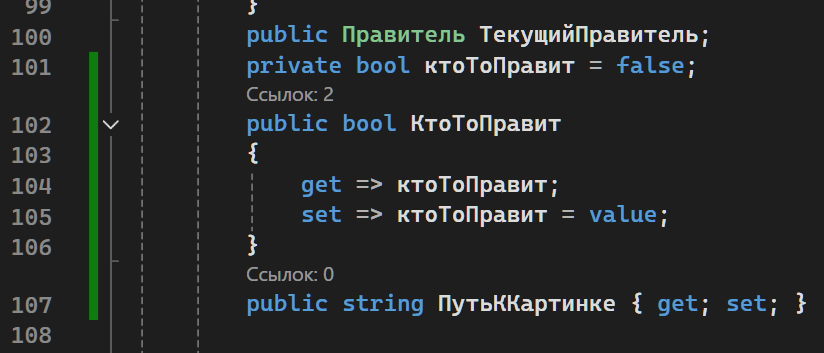 99 }
100 public Правитель ТекущийПравитель;
101 private bool ктоТоПравит = false;
Ссылок: 2
102 public bool КтоТоПравит
103 {
104 get => ктоТоПравит;
105 set => ктоТоПравит = value;
106 }
Ссылок: 0
107 public string ПутьККартинке { get; set; }
108